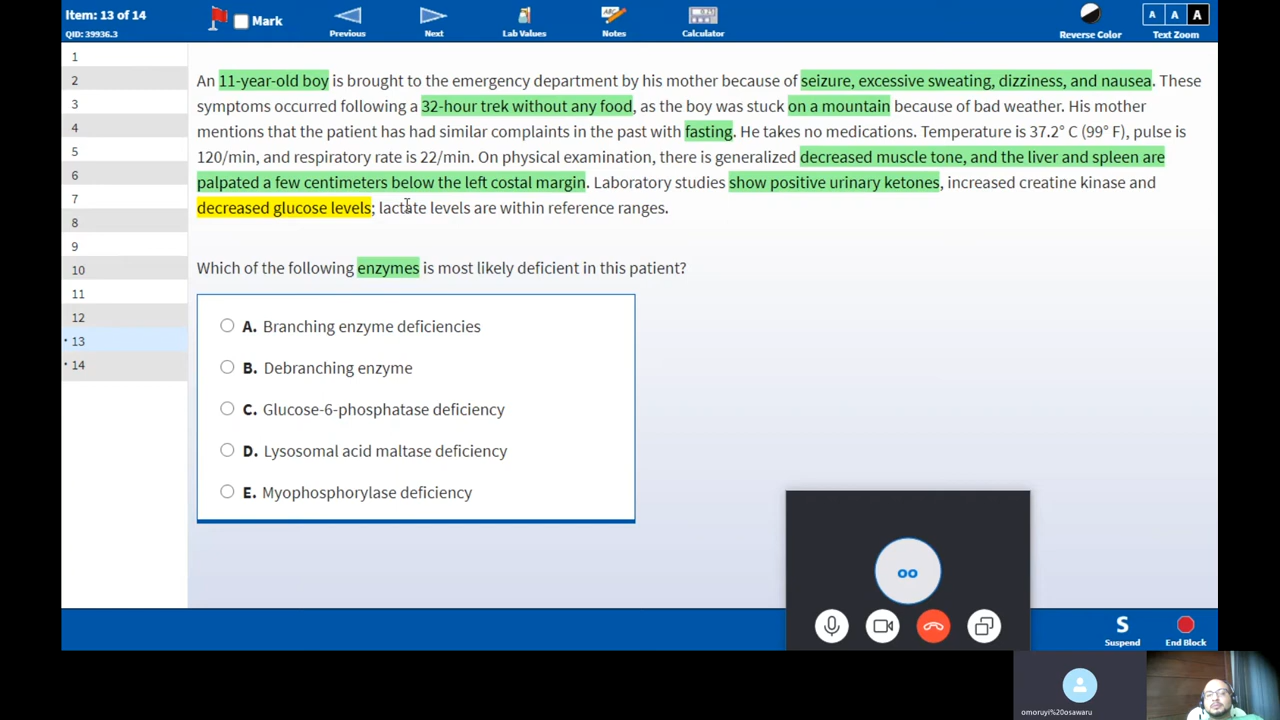 Item: 13 of 14
QID: 39936.3
Mark
Previous
Next
Lab Values
Notes
Calculator
Reverse Color
A A A
Text Zoom
1
2
3
4
5
6
7
8
9
10
11
12
13
14
An 11-year-old boy is brought to the emergency department by his mother because of seizure, excessive sweating, dizziness, and nausea. These
symptoms occurred following a 32-hour trek without any food, as the boy was stuck on a mountain because of bad weather. His mother
mentions that the patient has had similar complaints in the past with fasting. He takes no medications. Temperature is 37.2° C (99° F), pulse is
120/min, and respiratory rate is 22/min. On physical examination, there is generalized decreased muscle tone, and the liver and spleen are
palpated a few centimeters below the left costal margin. Laboratory studies show positive urinary ketones, increased creatine kinase and
decreased glucose levels; lactate levels are within reference ranges.
Which of the following enzymes is most likely deficient in this patient?
A. Branching enzyme deficiencies
B. Debranching enzyme
C. Glucose-6-phosphatase deficiency
D. Lysosomal acid maltase deficiency
E. Myophosphorylase deficiency
oo
S
Suspend
End Block
omoruyi%20osawaru